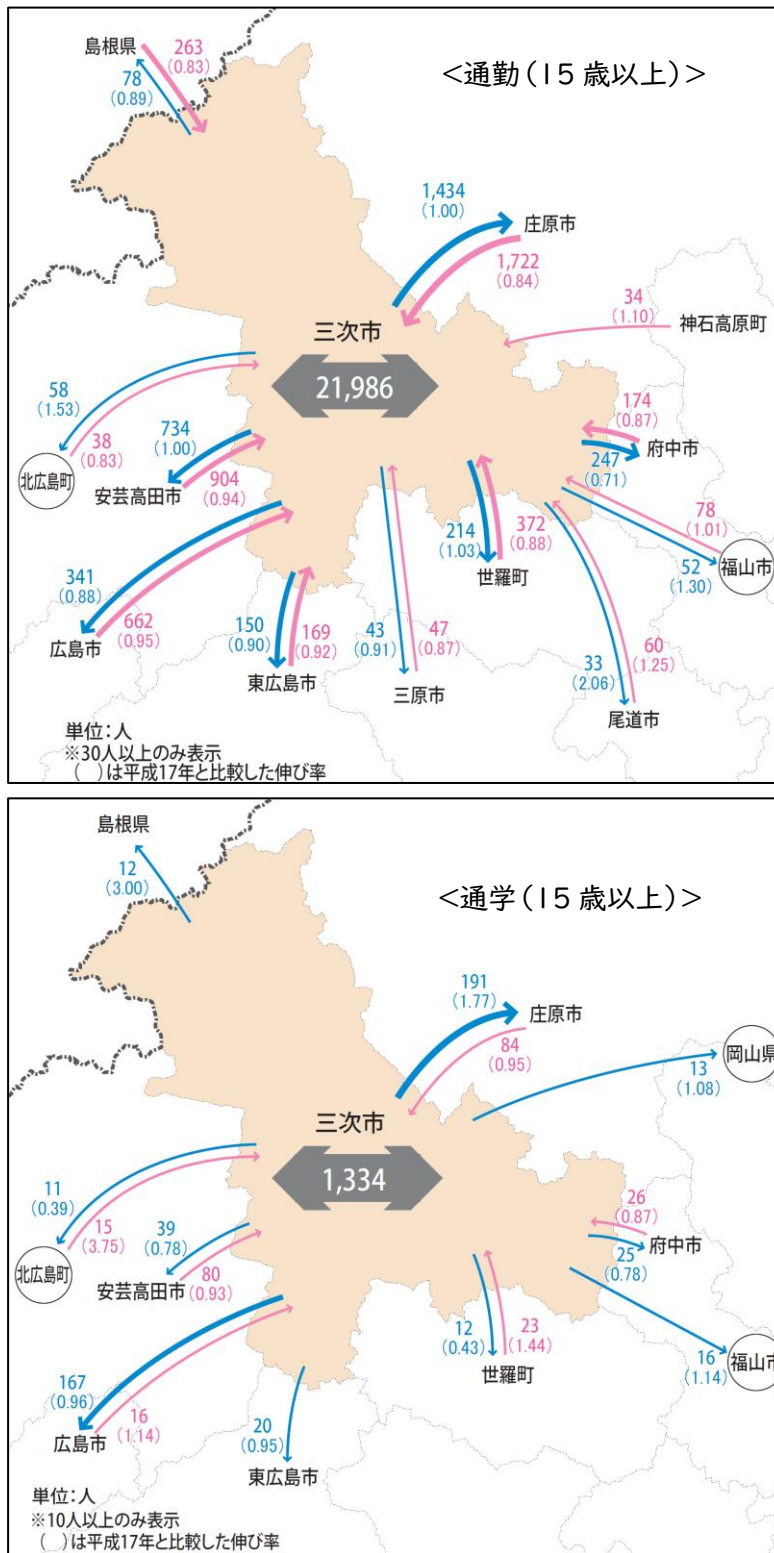 <通勤(15歳以上)>
島根県
263
(0.83)
78
(0.89)
1,434
(1.00)
庄原市
1,722
(0.84)
34
(1.10)
神石高原町
三次市
21,986
58
(1.53)
38
(0.83)
北広島町
734
(1.00)
904
(0.94)
安芸高田市
174
(0.87)
府中市
247
(0.71)
78
(1.01)
福山市
52
(1.30)
341
(0.88)
662
(0.95)
広島市
150
(0.90)
169
(0.92)
東広島市
43
(0.91)
47
(0.87)
三原市
214
(1.03)
372
(0.88)
世羅町
33
(2.06)
60
(1.25)
尾道市
単位:人
※30人以上のみ表示
( )は平成17年と比較した伸び率
<通学(15歳以上)>
島根県
12
(3.00)
191
(1.77)
庄原市
84
(0.95)
岡山県
13
(1.08)
三次市
1,334
11
(0.39)
15
(3.75)
北広島町
39
(0.78)
80
(0.93)
安芸高田市
26
(0.87)
府中市
25
(0.78)
12
(0.43)
23
(1.44)
世羅町
福山市
16
(1.14)
167
(0.96)
16
(1.14)
広島市
20
(0.95)
東広島市
単位:人
※10人以上のみ表示
( )は平成17年と比較した伸び率